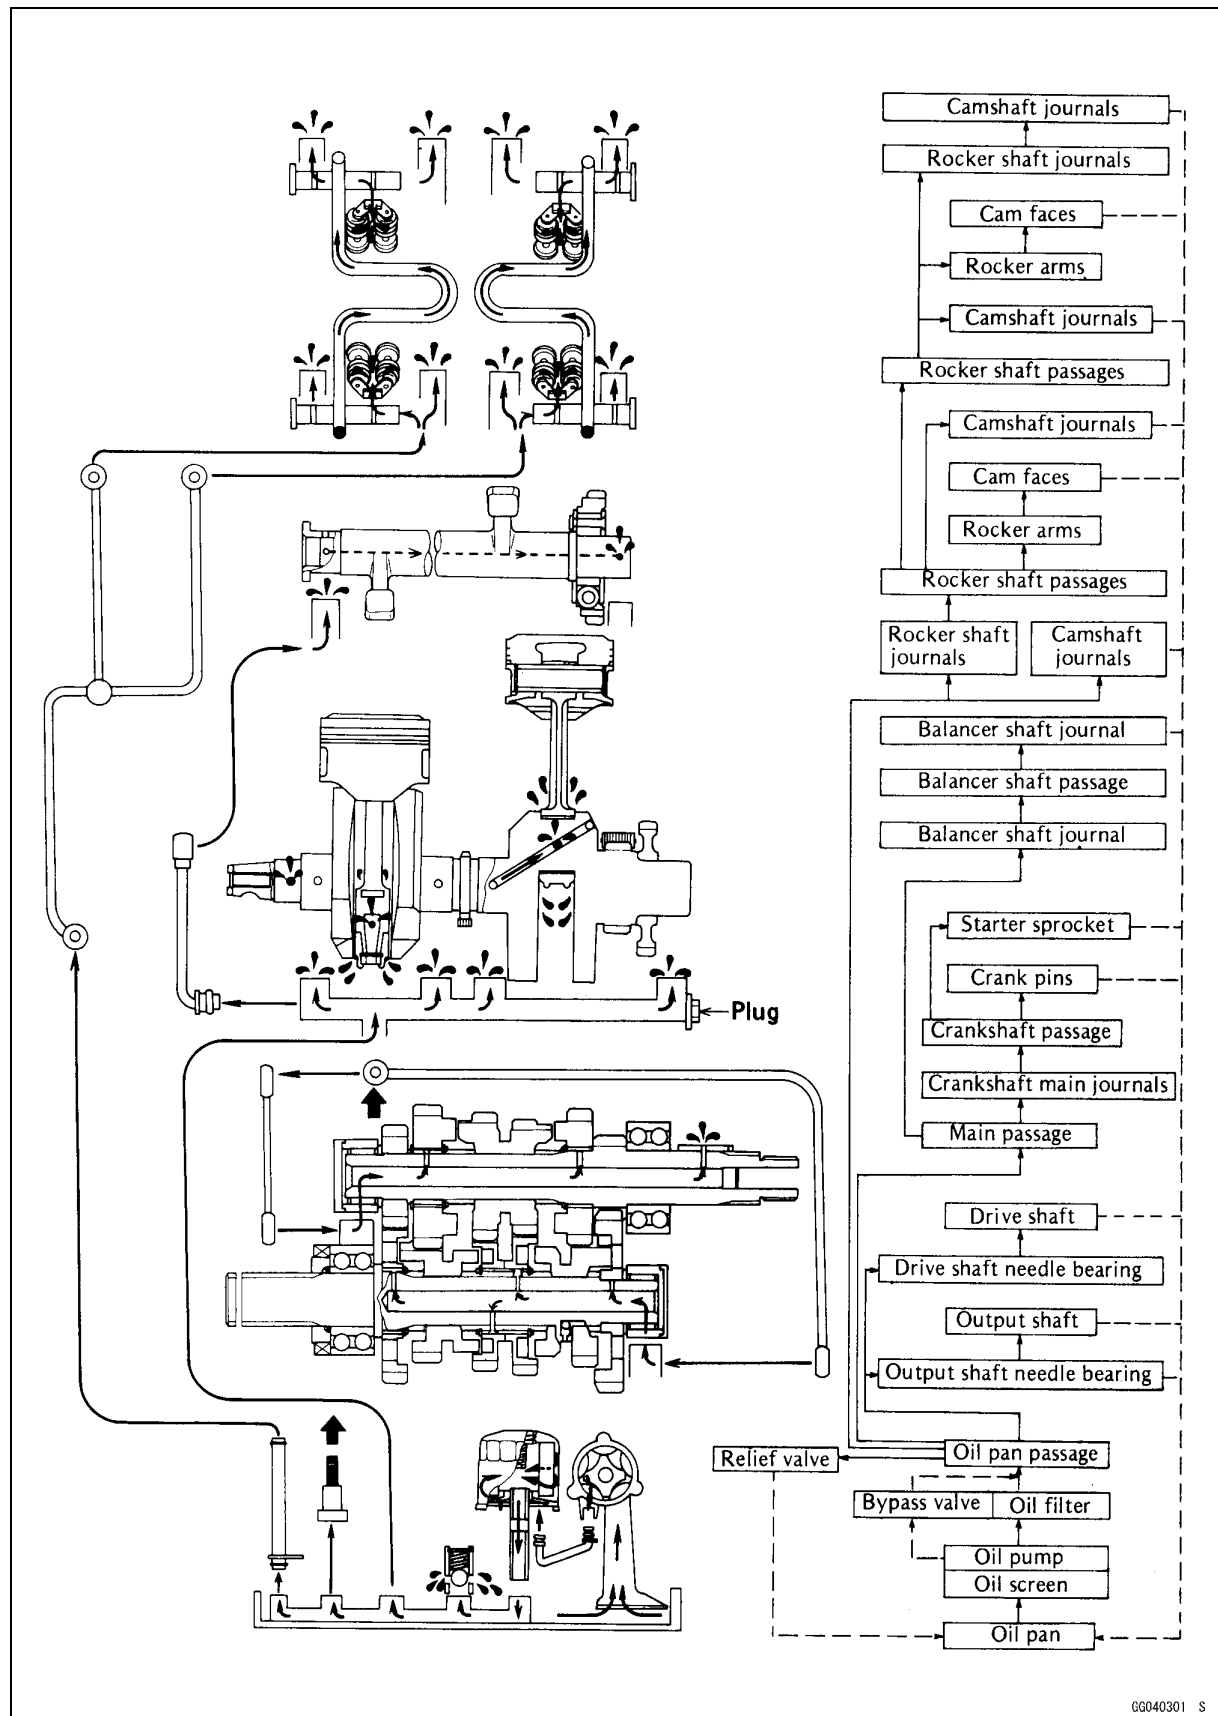 Camshaft journals
Rocker shaft journals
Cam faces
Rocker arms
Camshaft journals
Rocker shaft passages
Camshaft journals
Cam faces
Rocker arms
Rocker shaft passages
Rocker shaft
journals
Camshaft
journals
Balancer shaft journal
Balancer shaft passage
Balancer shaft journal
Starter sprocket
Crank pins
Crankshaft passage
Crankshaft main journals
Main passage
Plug
Drive shaft
Drive shaft needle bearing
Output shaft
Output shaft needle bearing
Oil pan passage
Relief valve
Bypass valve
Oil filter
Oil pump
Oil screen
Oil pan
GG040301 S